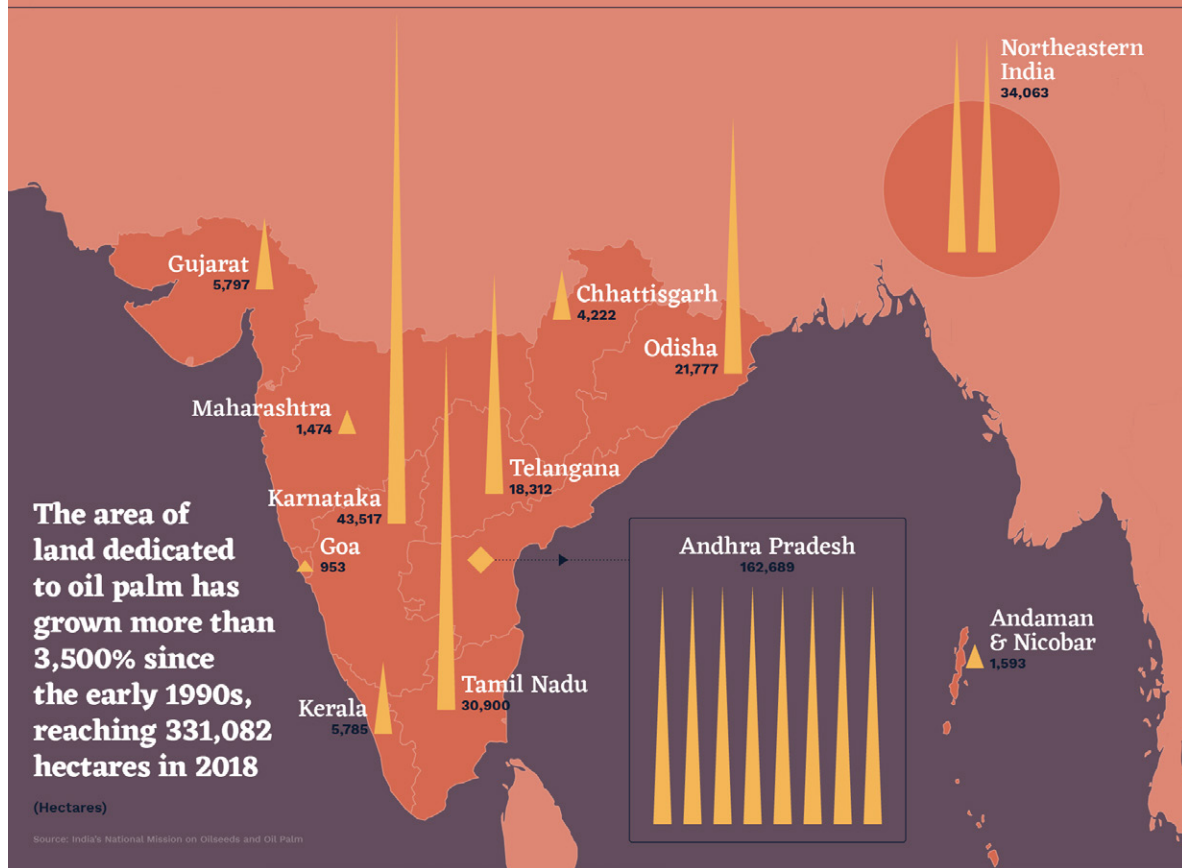 Northeastern
India
34,063
Gujarat
5,797
Chhattisgarh
4,222
Odisha
21,777
Maharashtra
1,474
Telangana
18,312
Karnataka
43,517
Goa
953
The area of
land dedicated
to oil palm has
grown more than
3,500% since
the early 1990s,
reaching 331,082
hectares in 2018
(Hectares)
Source: India's National Mission on Oilseeds and Oil Palm
Andhra Pradesh
162,689
Andaman
& Nicobar
1,593
Tamil Nadu
30,900
Kerala
5,785